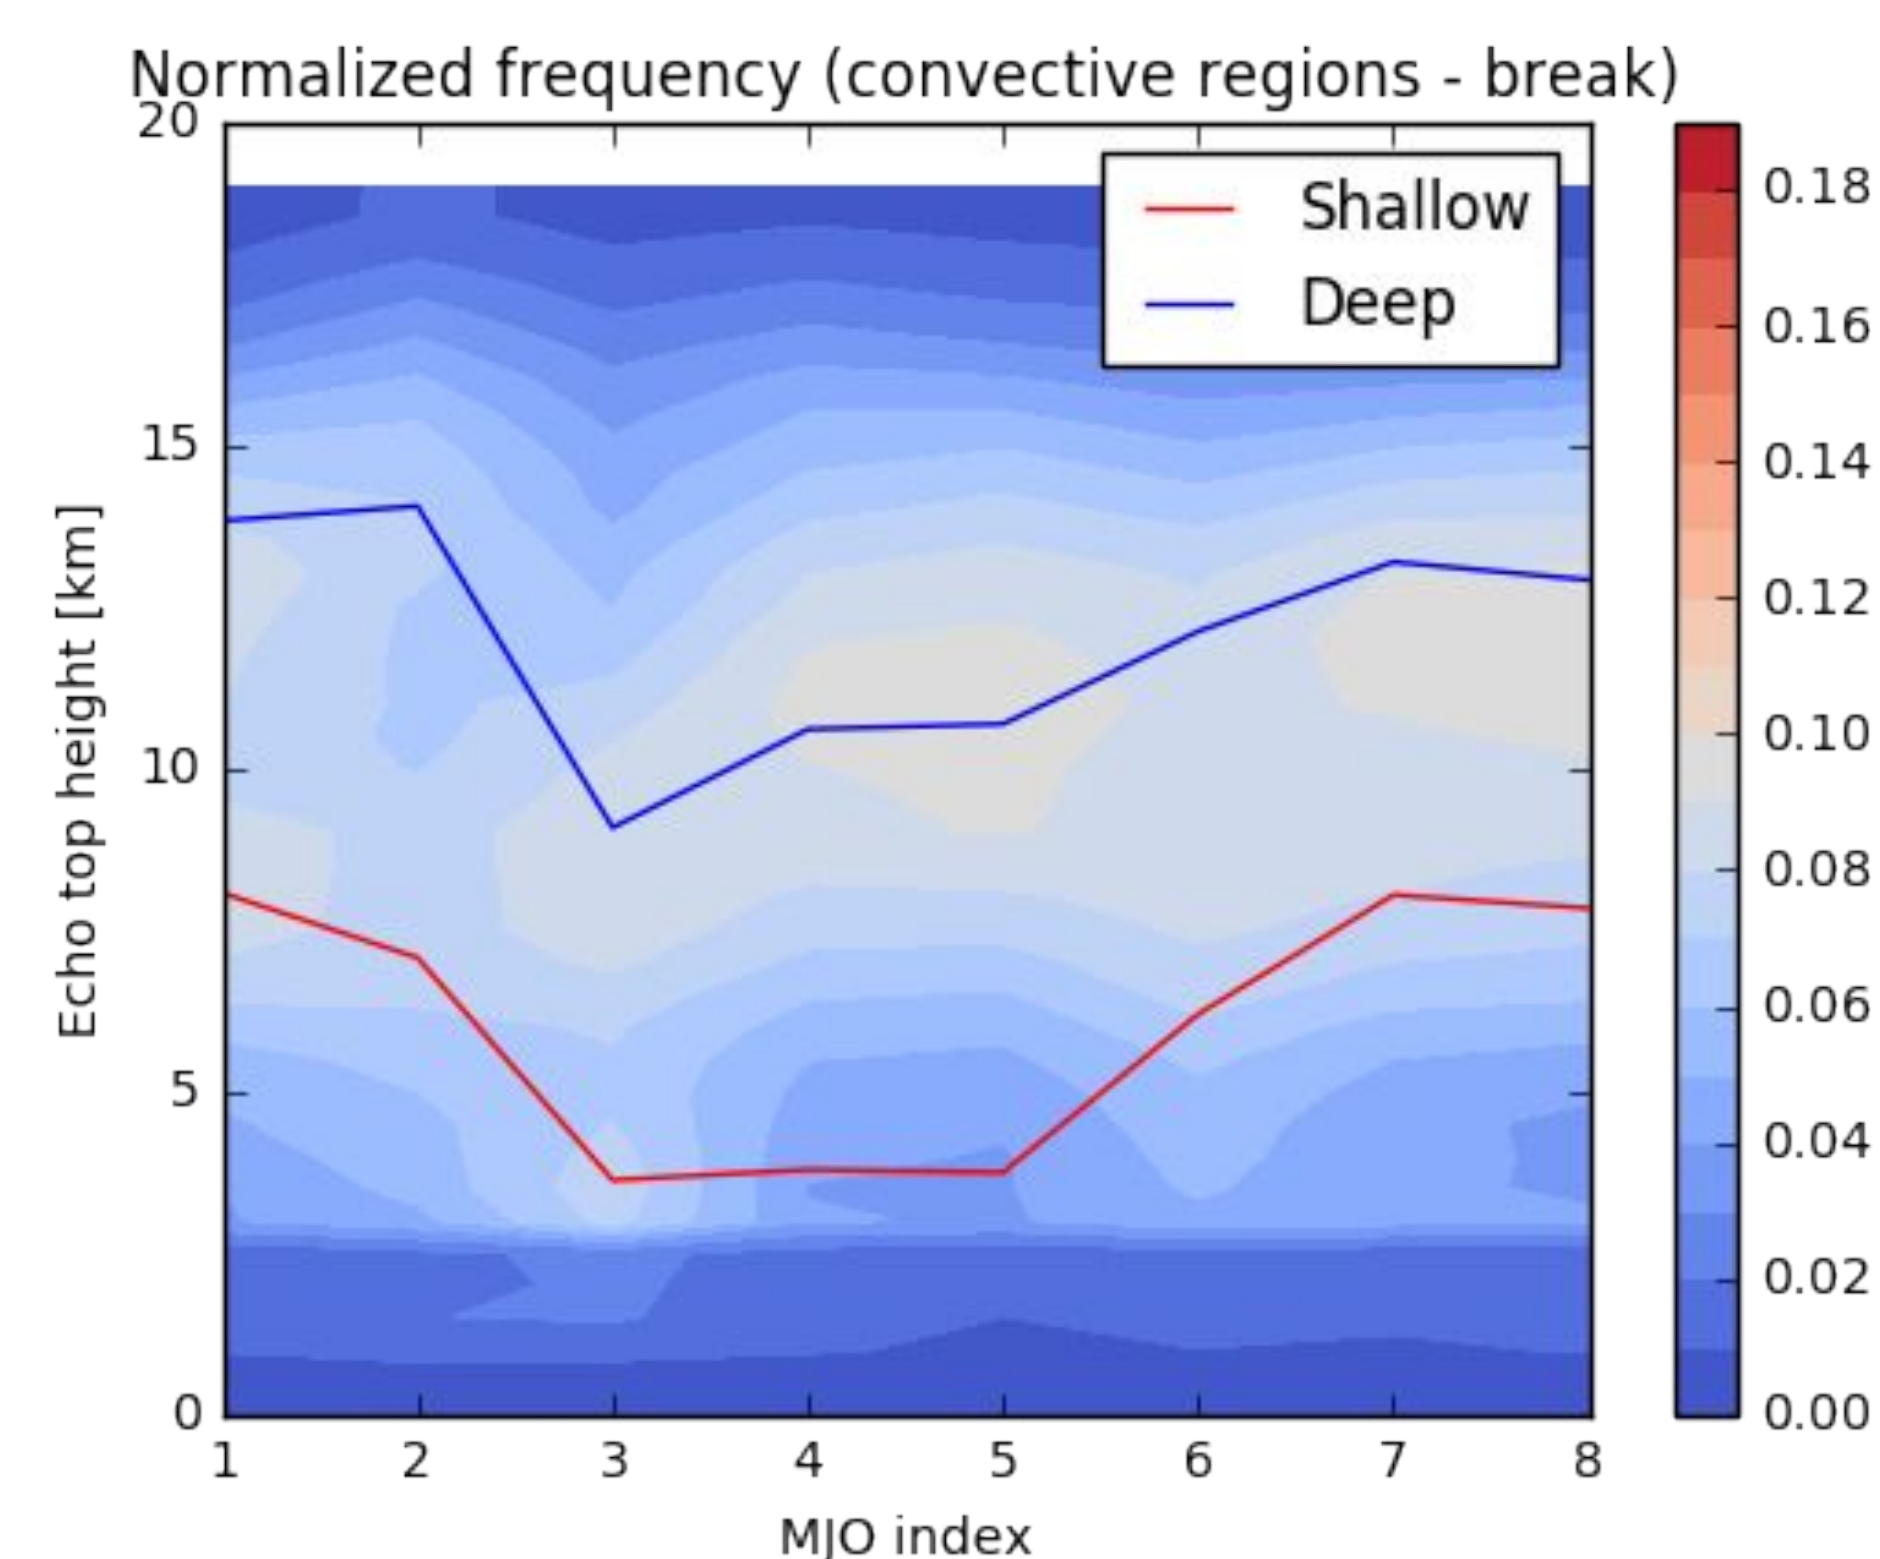 Normalized frequency (convective regions - break)
20
15
10
5
0
Echo top height [km]
Shallow
Deep
1 2 3 4 5 6 7 8
MJO index
0.18
0.16
0.14
0.12
0.10
0.08
0.06
0.04
0.02
0.00